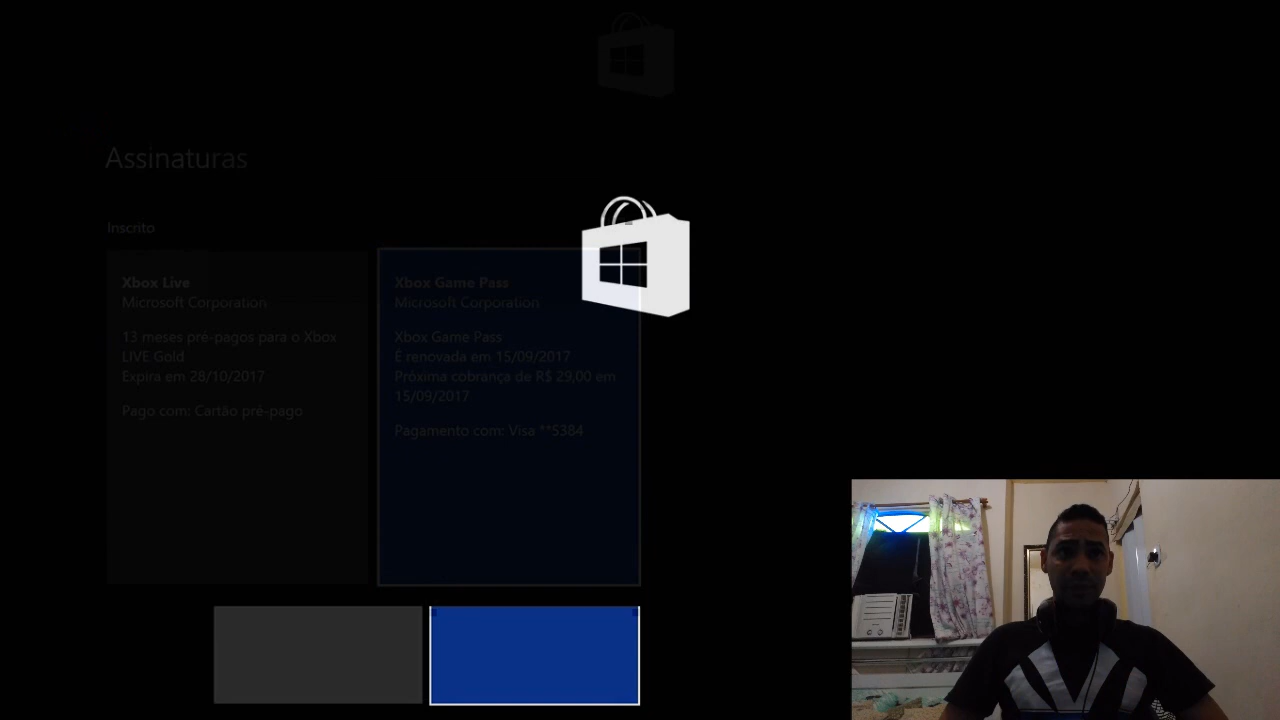 Assinaturas
Inscrito
Xbox Live
Microsoft Corporation
13 meses pré-pagos para o Xbox
LIVE Gold
Expira em 28/10/2017
Pago com: Cartão pré-pago
Xbox Game Pass
Microsoft Corporation
Xbox Game Pass
É renovada em 15/09/2017
Próxima cobrança de R$ 29,00 em
15/09/2017
Pagamento com: Visa **5384